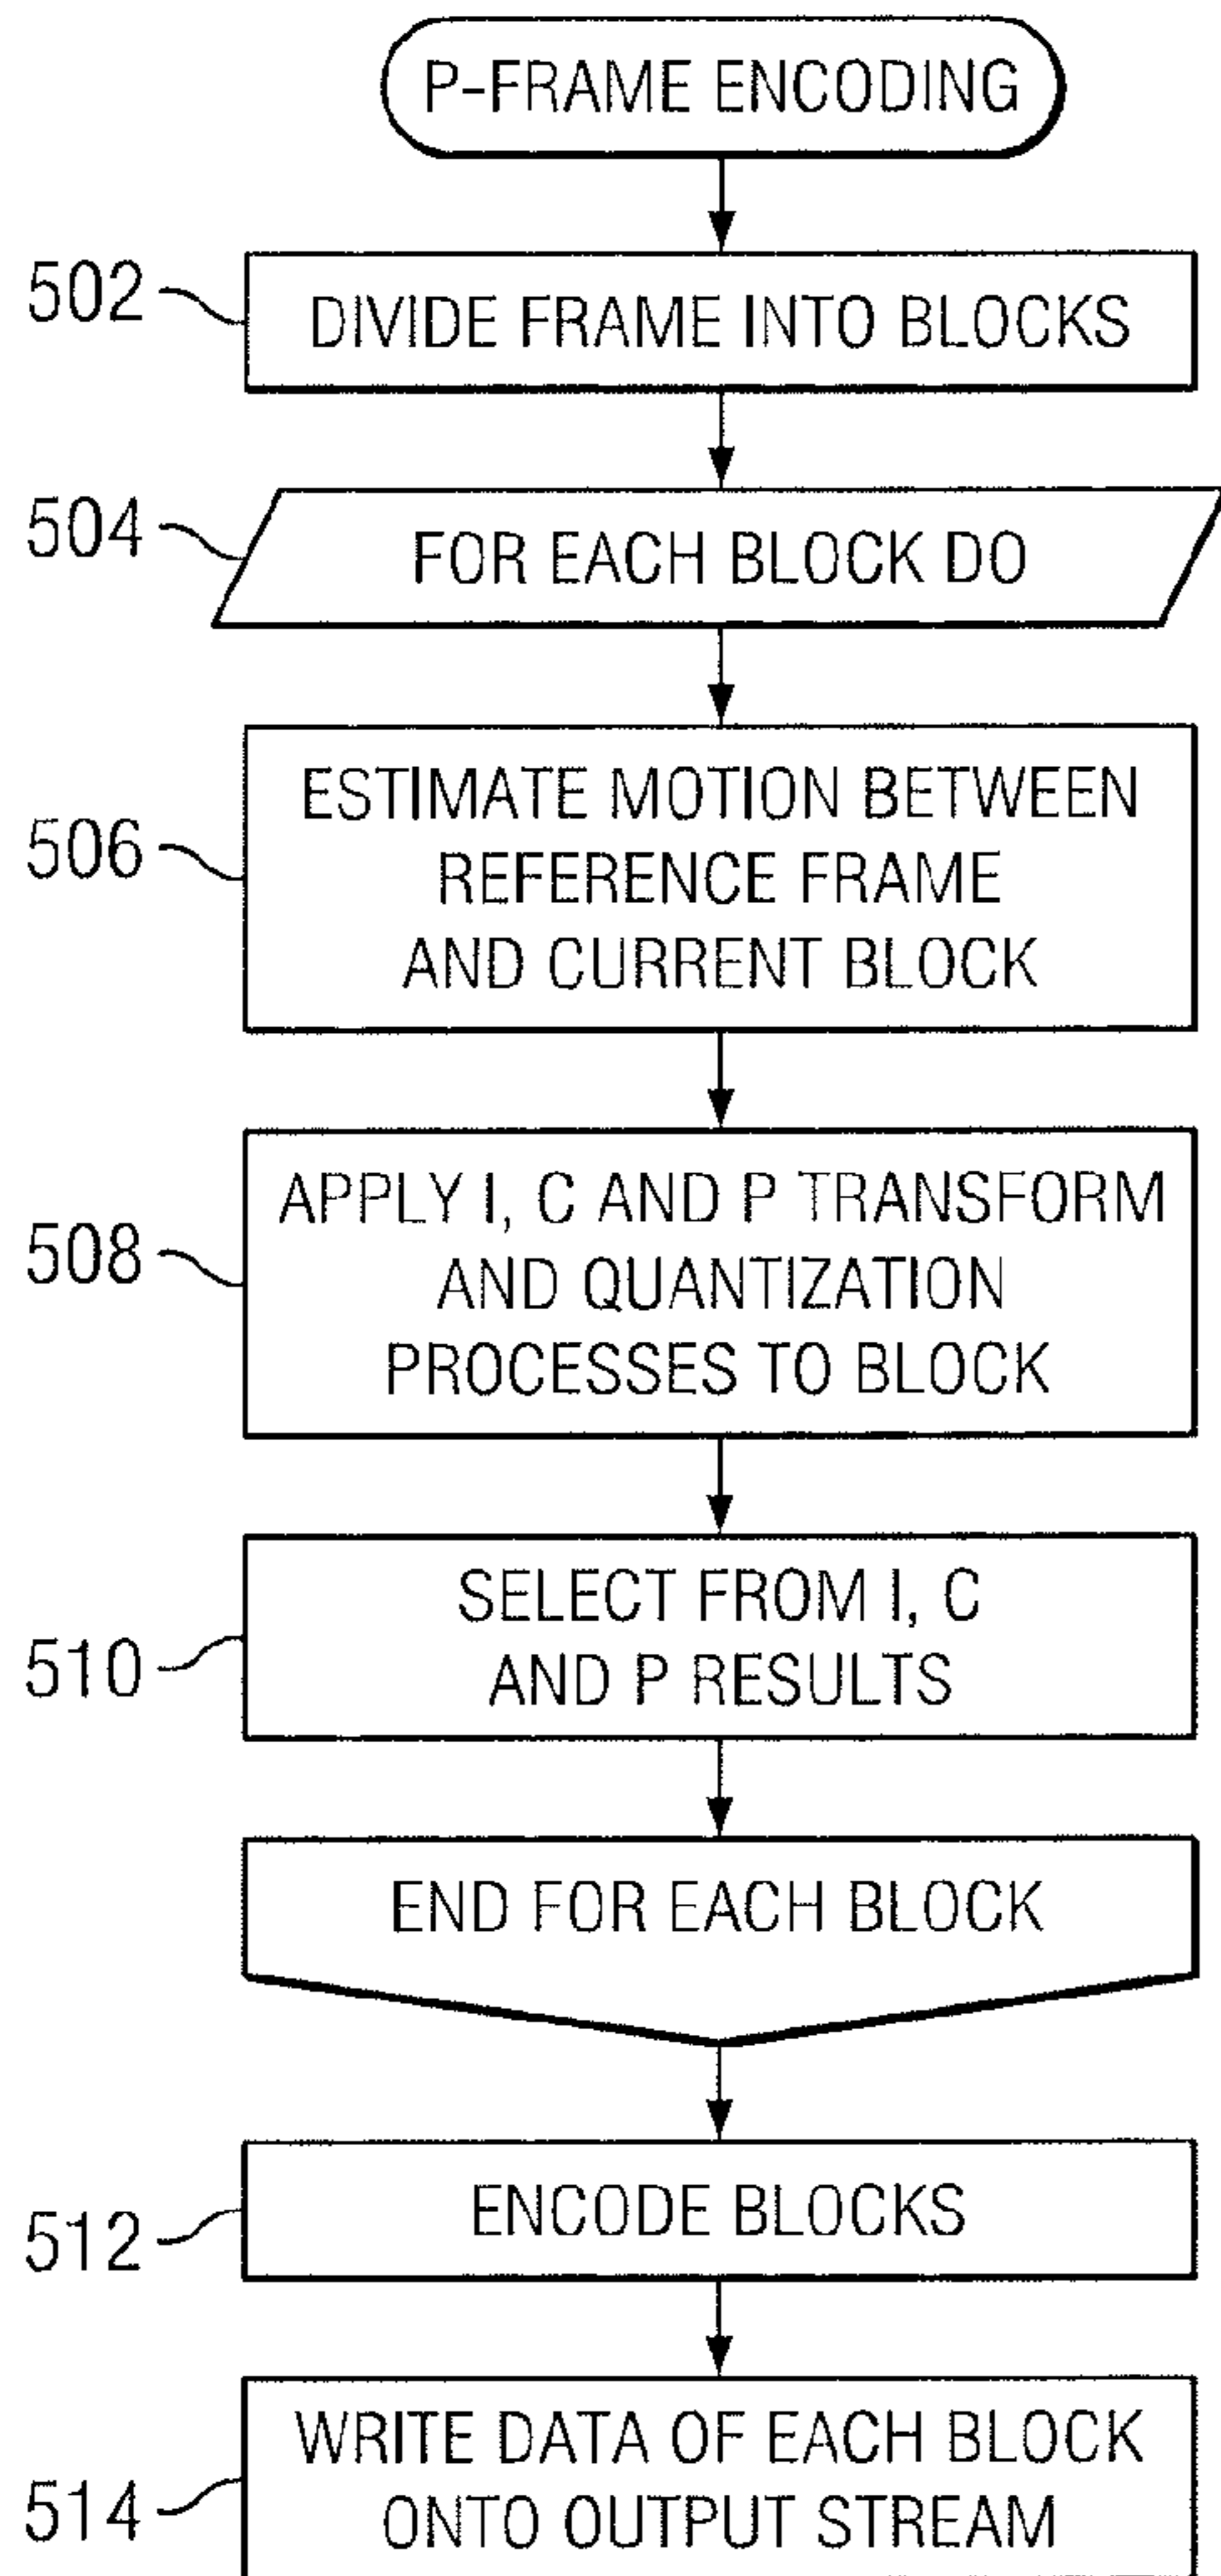 P-FRAME ENCODING
502
DIVIDE FRAME INTO BLOCKS
504
FOR EACH BLOCK DO
506
ESTIMATE MOTION BETWEEN
REFERENCE FRAME
AND CURRENT BLOCK
508
APPLY I, C AND P TRANSFORM
AND QUANTIZATION
PROCESSES TO BLOCK
510
SELECT FROM I, C
AND P RESULTS
END FOR EACH BLOCK
512
ENCODE BLOCKS
514
WRITE DATA OF EACH BLOCK
ONTO OUTPUT STREAM